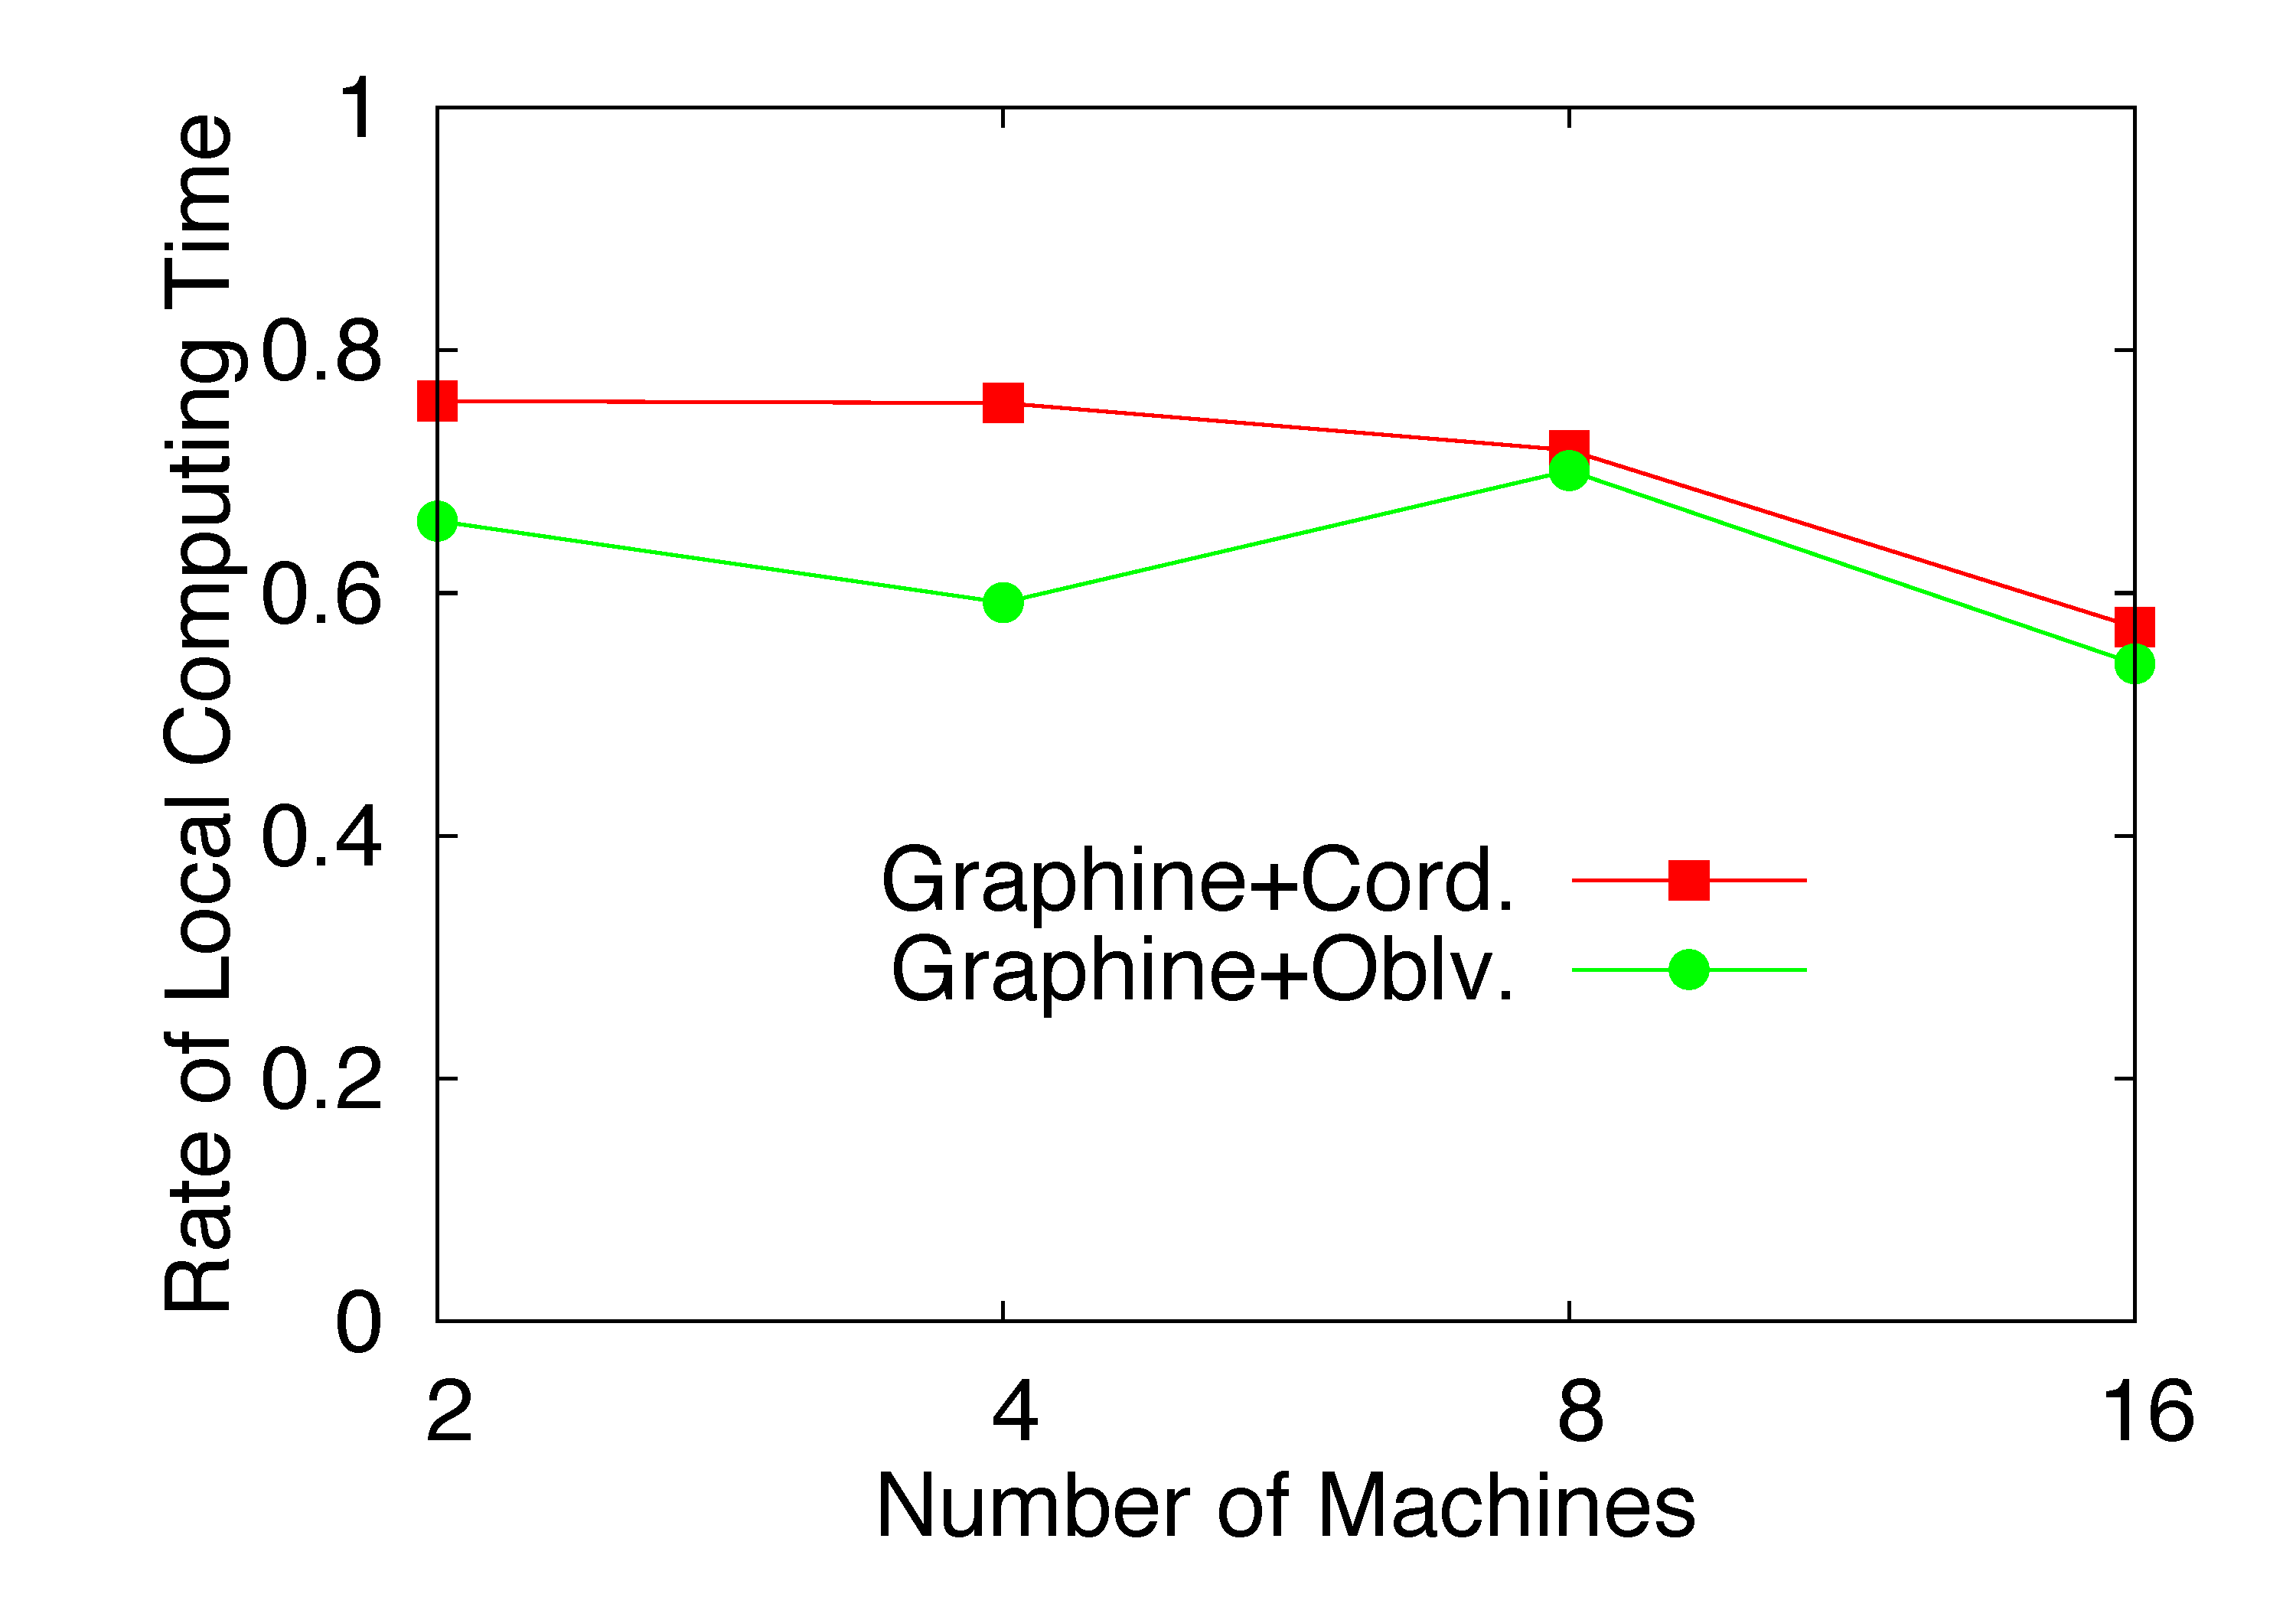 Rate of Local Computing Time
1
0.8
0.6
0.4
0.2
0
Graphine+Cord.
Graphine+Oblv.
2 4 8 16
Number of Machines